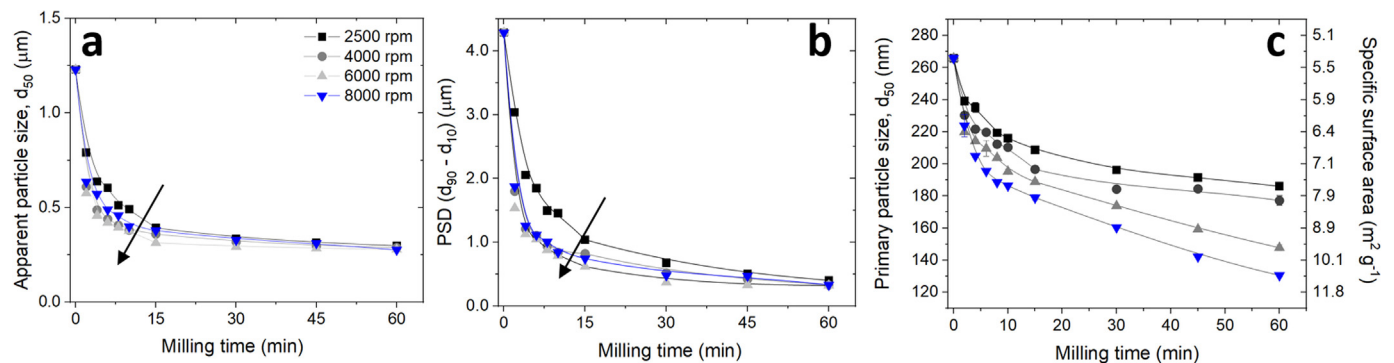 a
Apparent particle size, d50 (μm)
1.5
1.0
0.5
0.0
2500 rpm
4000 rpm
6000 rpm
8000 rpm
0 15 30 45 60
Milling time (min)
b
PSD (d90 - d10) (μm)
4.0
3.0
2.0
1.0
0.0
0 15 30 45 60
Milling time (min)
c
Primary particle size, d50 (nm)
280
260
240
220
200
180
160
140
120
0 10 20 30 40 50 60
Milling time (min)
5.1
5.5
5.9
6.4
7.1
7.9
8.9
10.1
11.8
Specific surface area (m2 g-1)